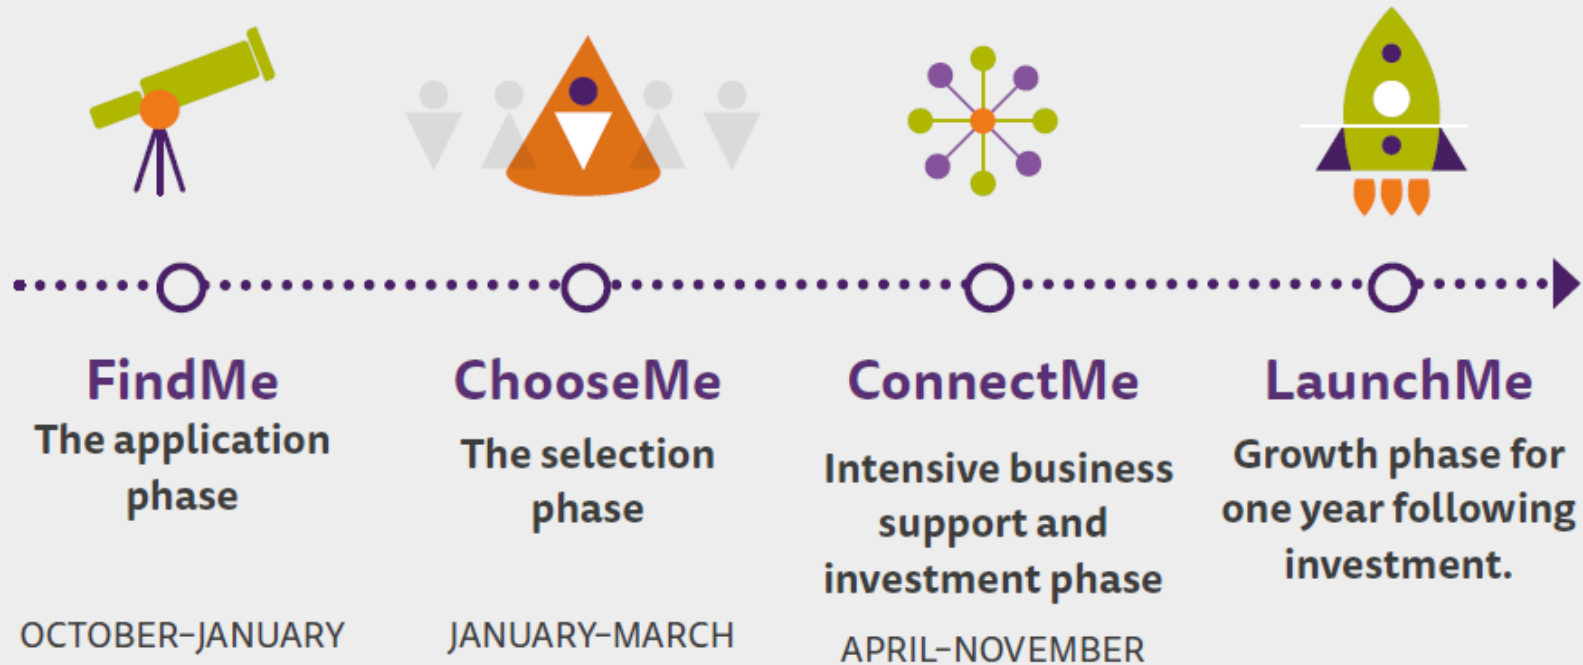 FindMe
The application
phase
OCTOBER–JANUARY
ChooseMe
The selection
phase
JANUARY–MARCH
ConnectMe
Intensive business
support and
investment phase
APRIL–NOVEMBER
LaunchMe
Growth phase for
one year following
investment.